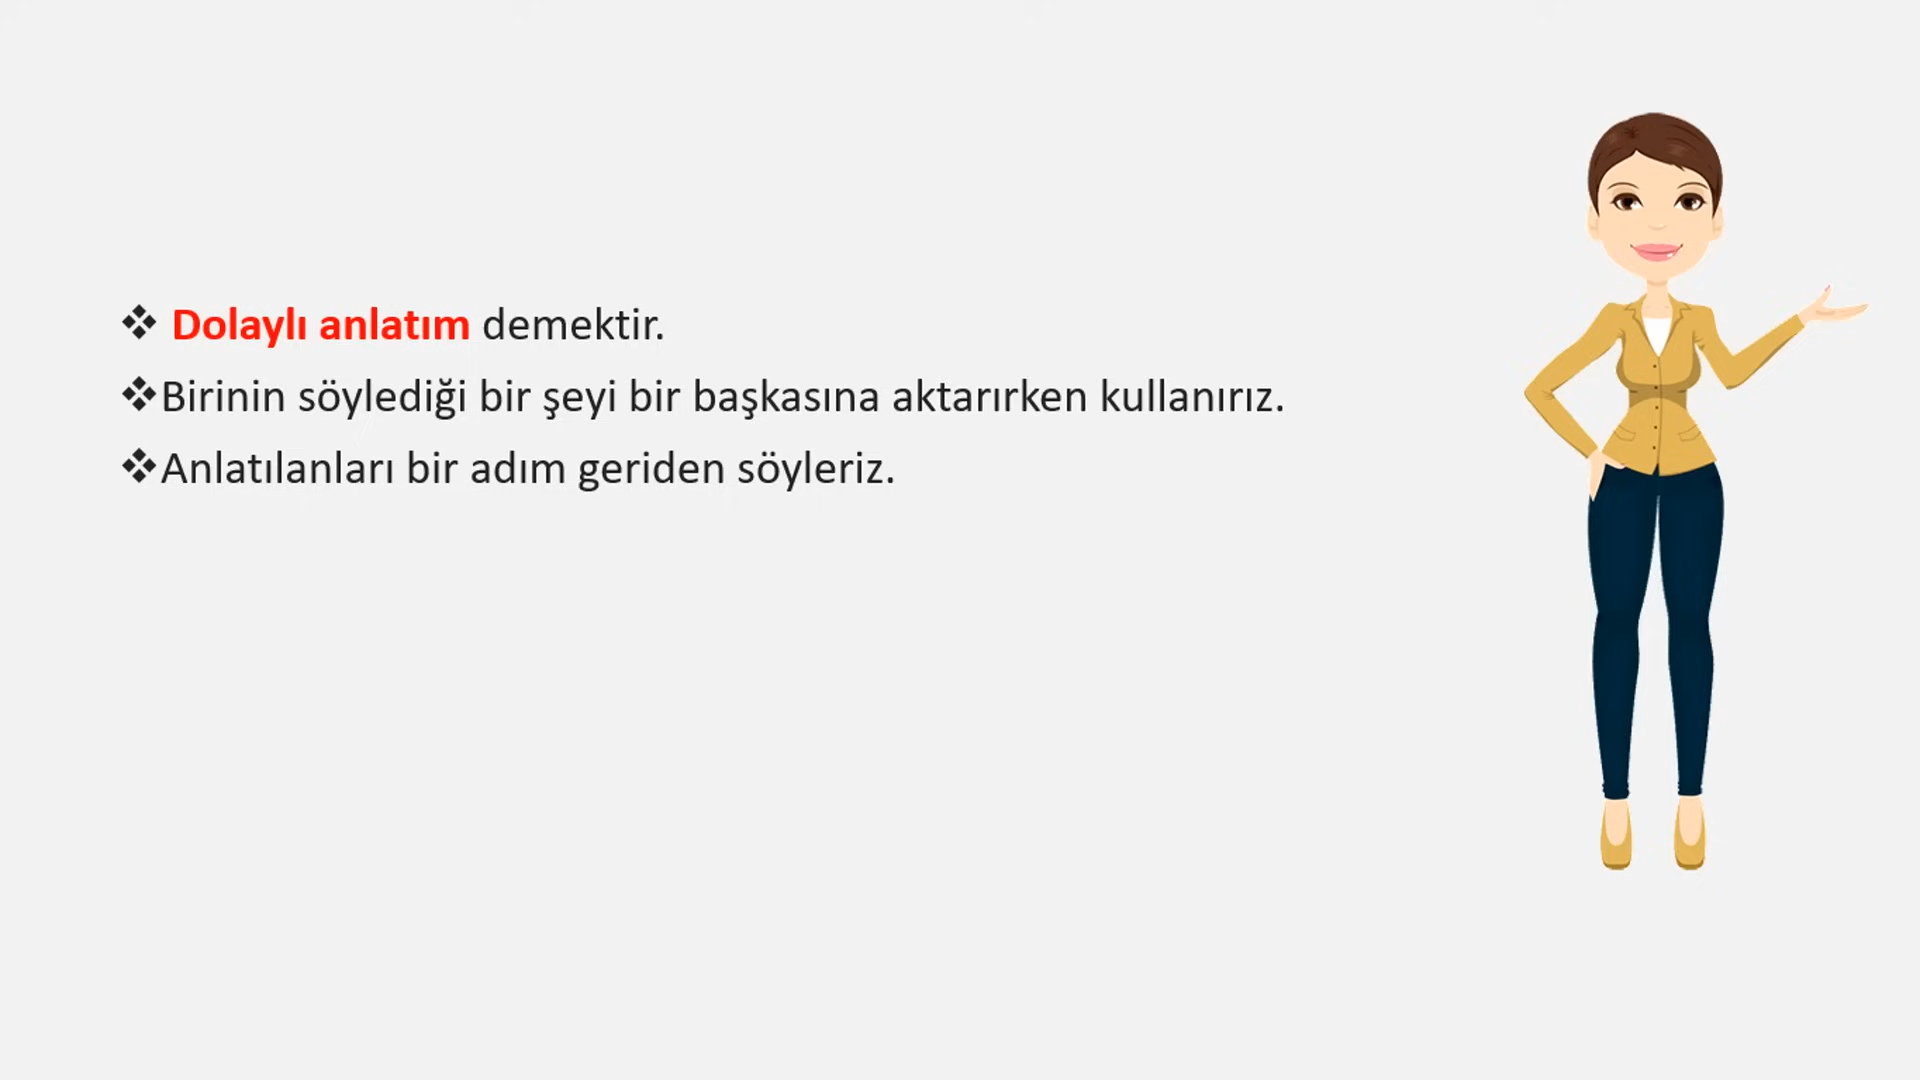 ❖ Dolaylı anlatım demektir.
❖Birinin söylediği bir şeyi bir başkasına aktarırken kullanırız.
❖Anlatılanları bir adım geriden söyleriz.